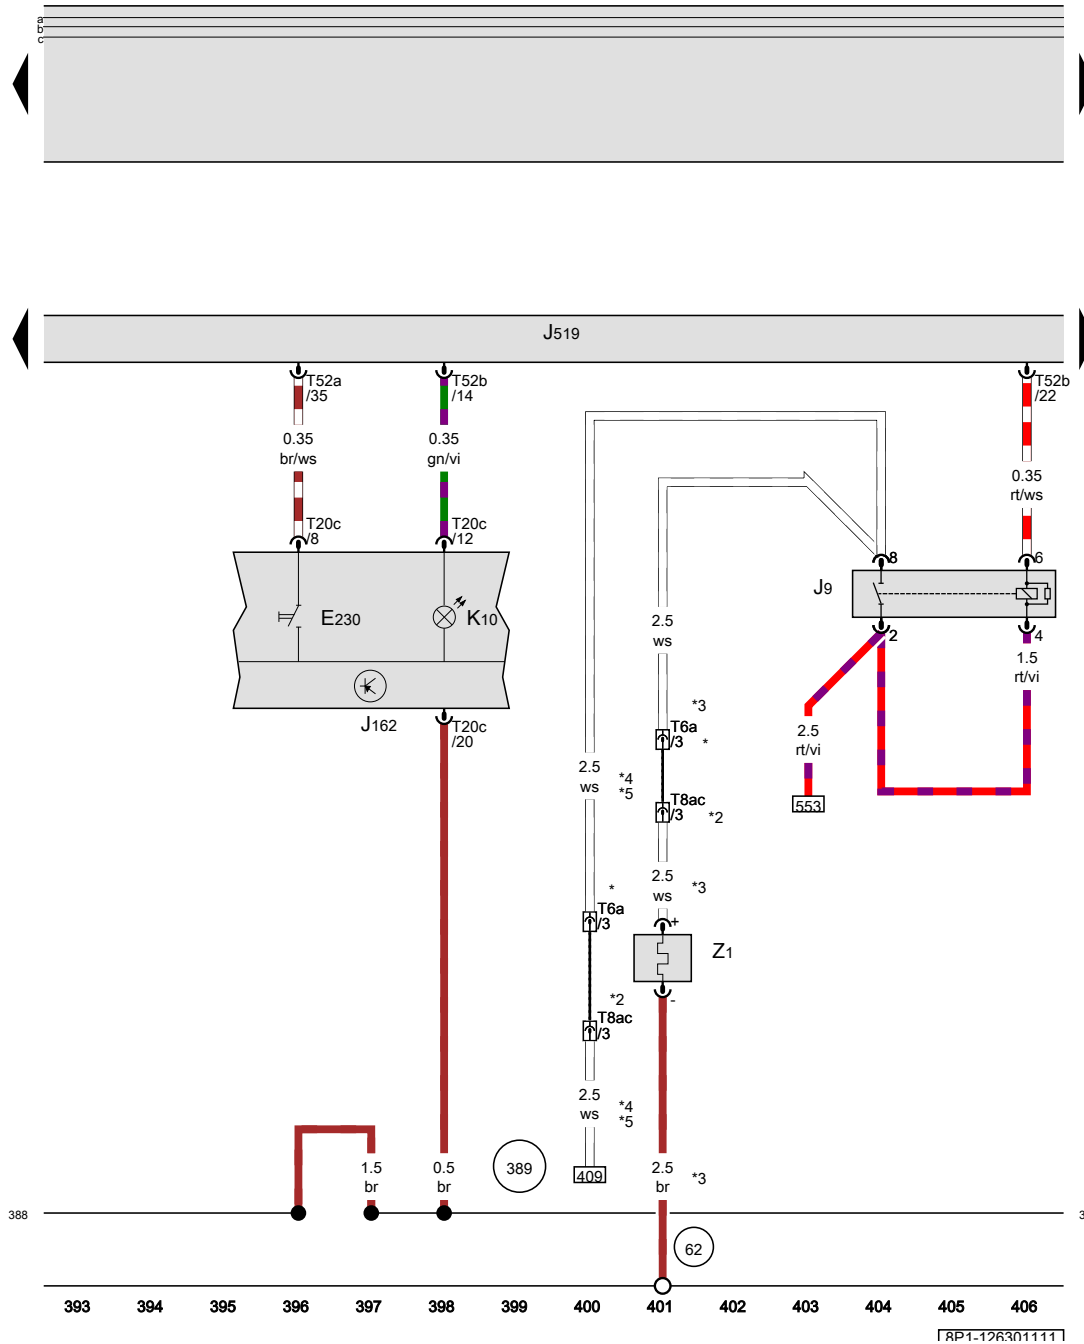 a
b
c
J519
T52a
/35
T52b
/14
T52b
/22
0.35
br/ws
0.35
gn/vi
0.35
rt/ws
T20c
/8
T20c
/12
8
6
J9
E230
K10
2.5
ws
2
4
1.5
rt/vi
J162
T20c
/20
*3
T6a
/3
*
2.5
rt/vi
2.5
ws
*4
*5
T8ac
/3
*2
553
2.5
ws
*3
*
T6a
/3
+
Z1
*2
-
T8ac
/3
2.5
ws
*4
*5
1.5
br
0.5
br
389
409
2.5
br
*3
388
3
62
393 394 395 396 397 398 399 400 401 402 403 404 405 406
8P1-126301111